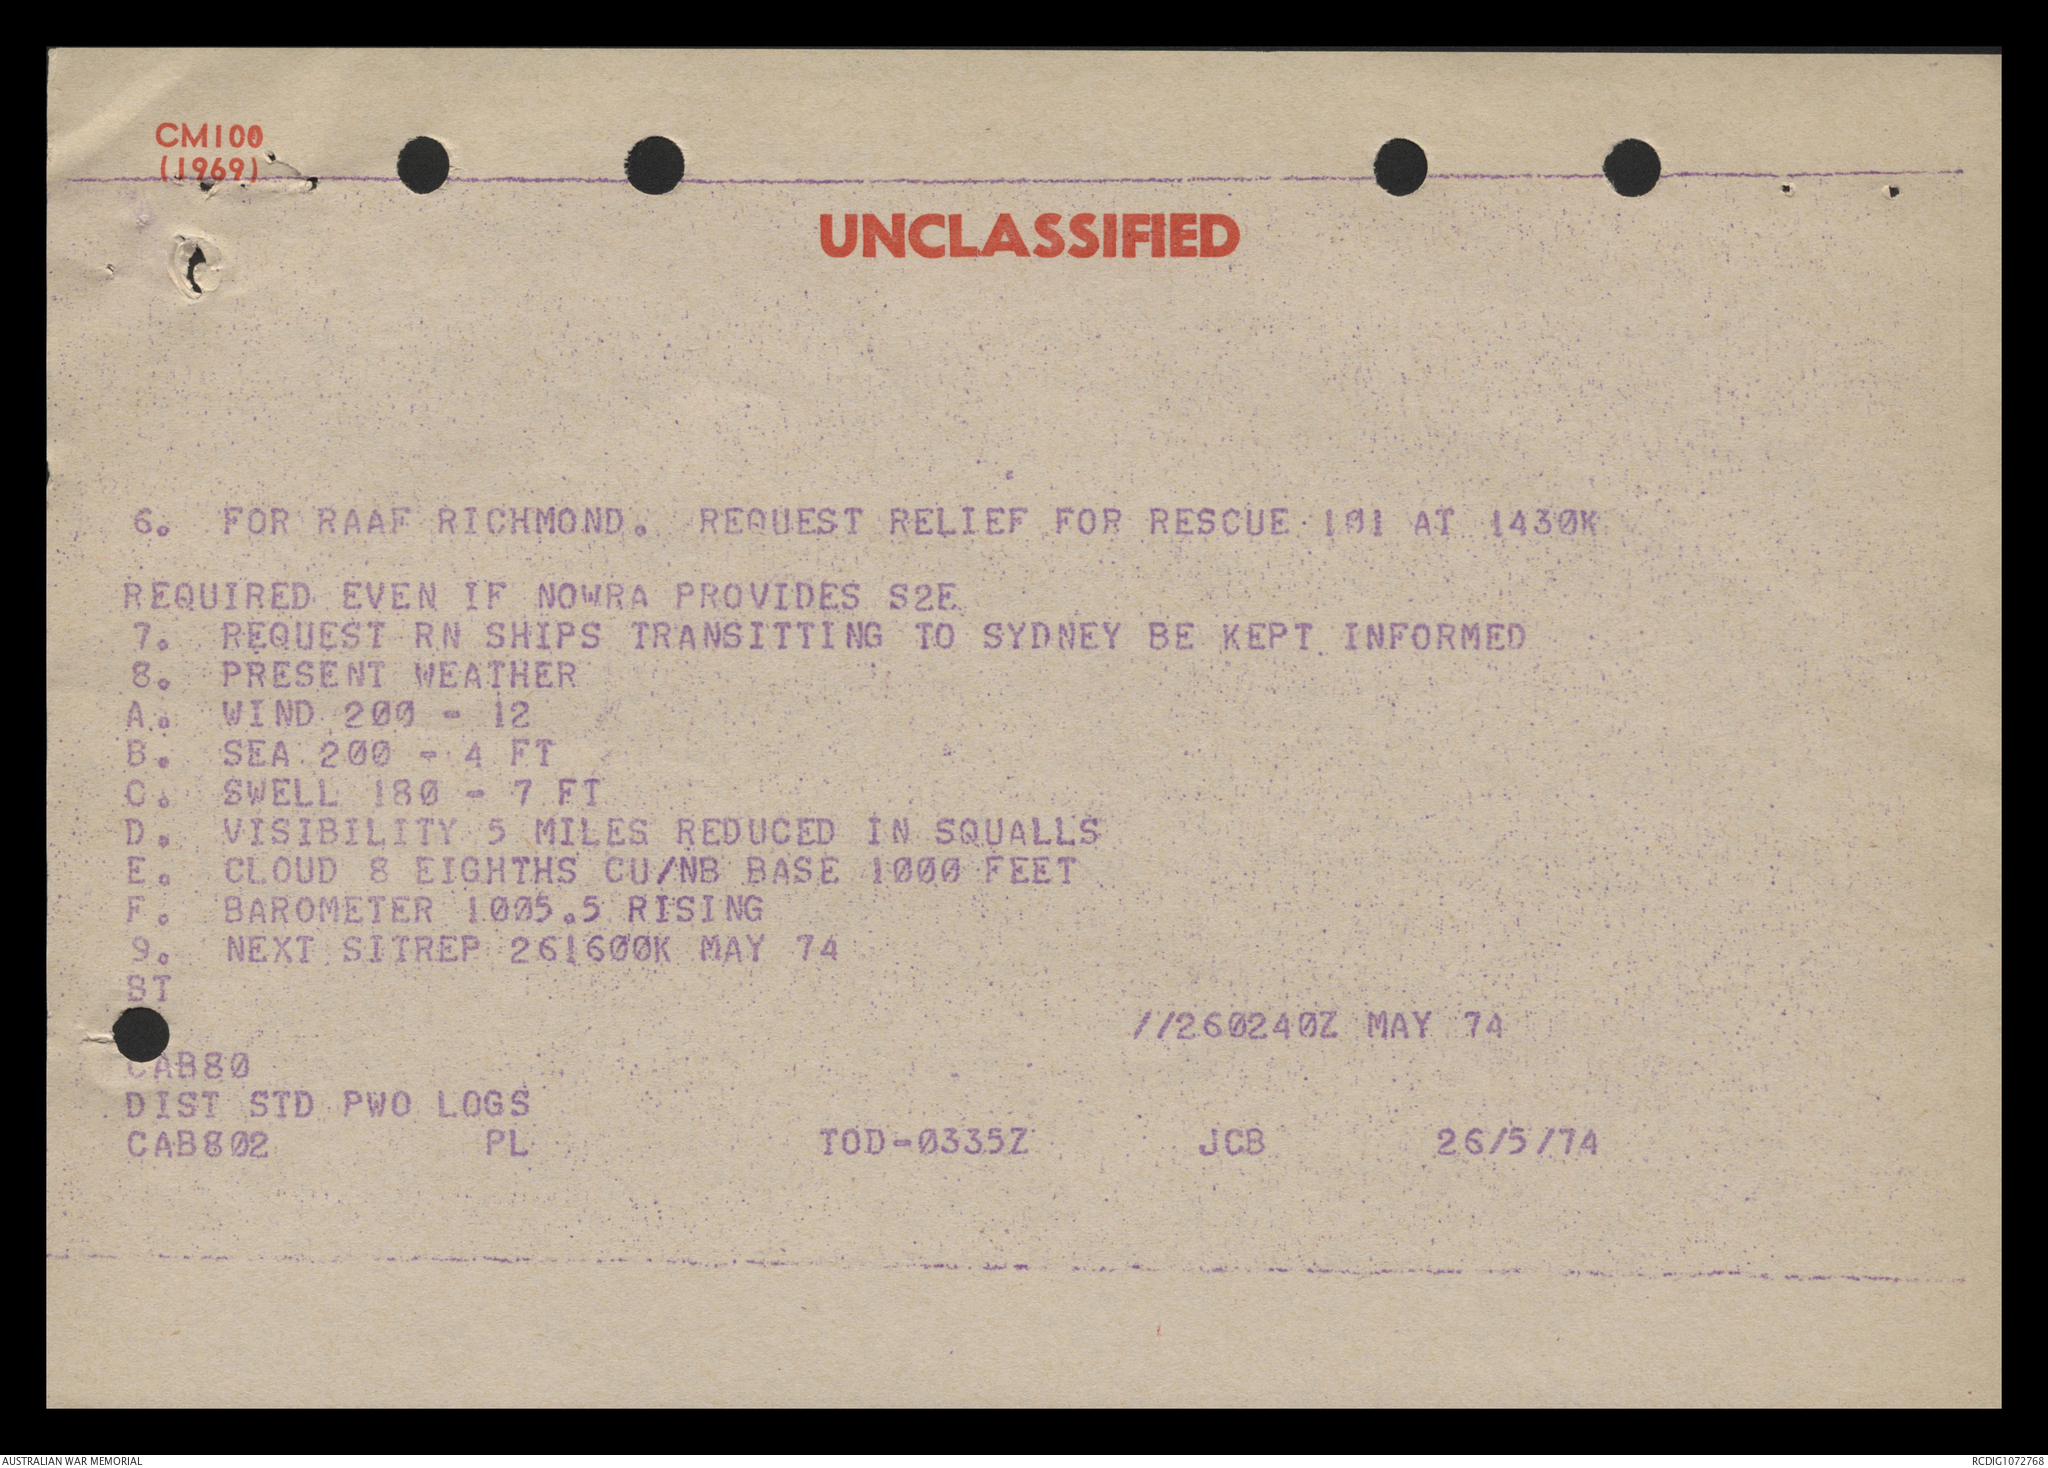 CM100
(1969)
UNCLASSIFIED
6. FOR RAAF RICHMOND. REQUEST RELIEF FOR RESCUE 101 AT 1430K
REQUIRED EVEN IF NOWRA PROVIDES S2E
7. REQUEST RN SHIPS TRANSITTING TO SYDNEY BE KEPT INFORMED
8. PRESENT WEATHER
A. WIND 200 - 12
B. SEA 200 - 4 FT
C. SWELL 180 - 7 FT
D. VISIBILITY 5 MILES REDUCED IN SQUALLS
E. CLOUD 8 EIGHTHS CU/NB BASE 1000 FEET
F. BAROMETER 1005.5 RISING
9. NEXT SITREP 261600K MAY 74
BT
//260240Z MAY 74
CAB80
DIST STD PWO LOGS
CAB802 PL TOD-0335Z JCB 26/5/74
AUSTRALIAN WAR MEMORIAL
RCDIG1072768